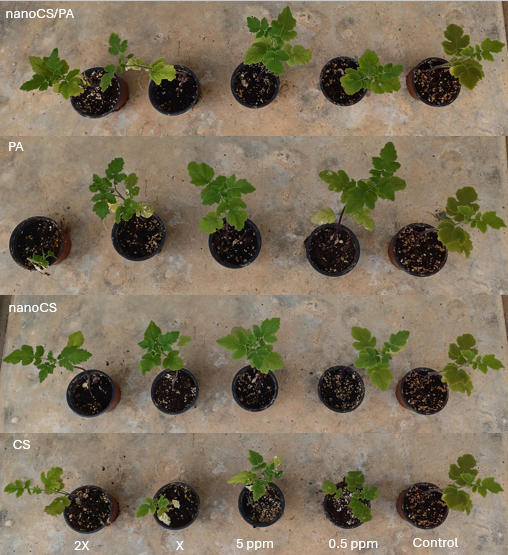 nanoCS/PA
PA
nanoCS
CS
2X X 5 ppm 0.5 ppm Control